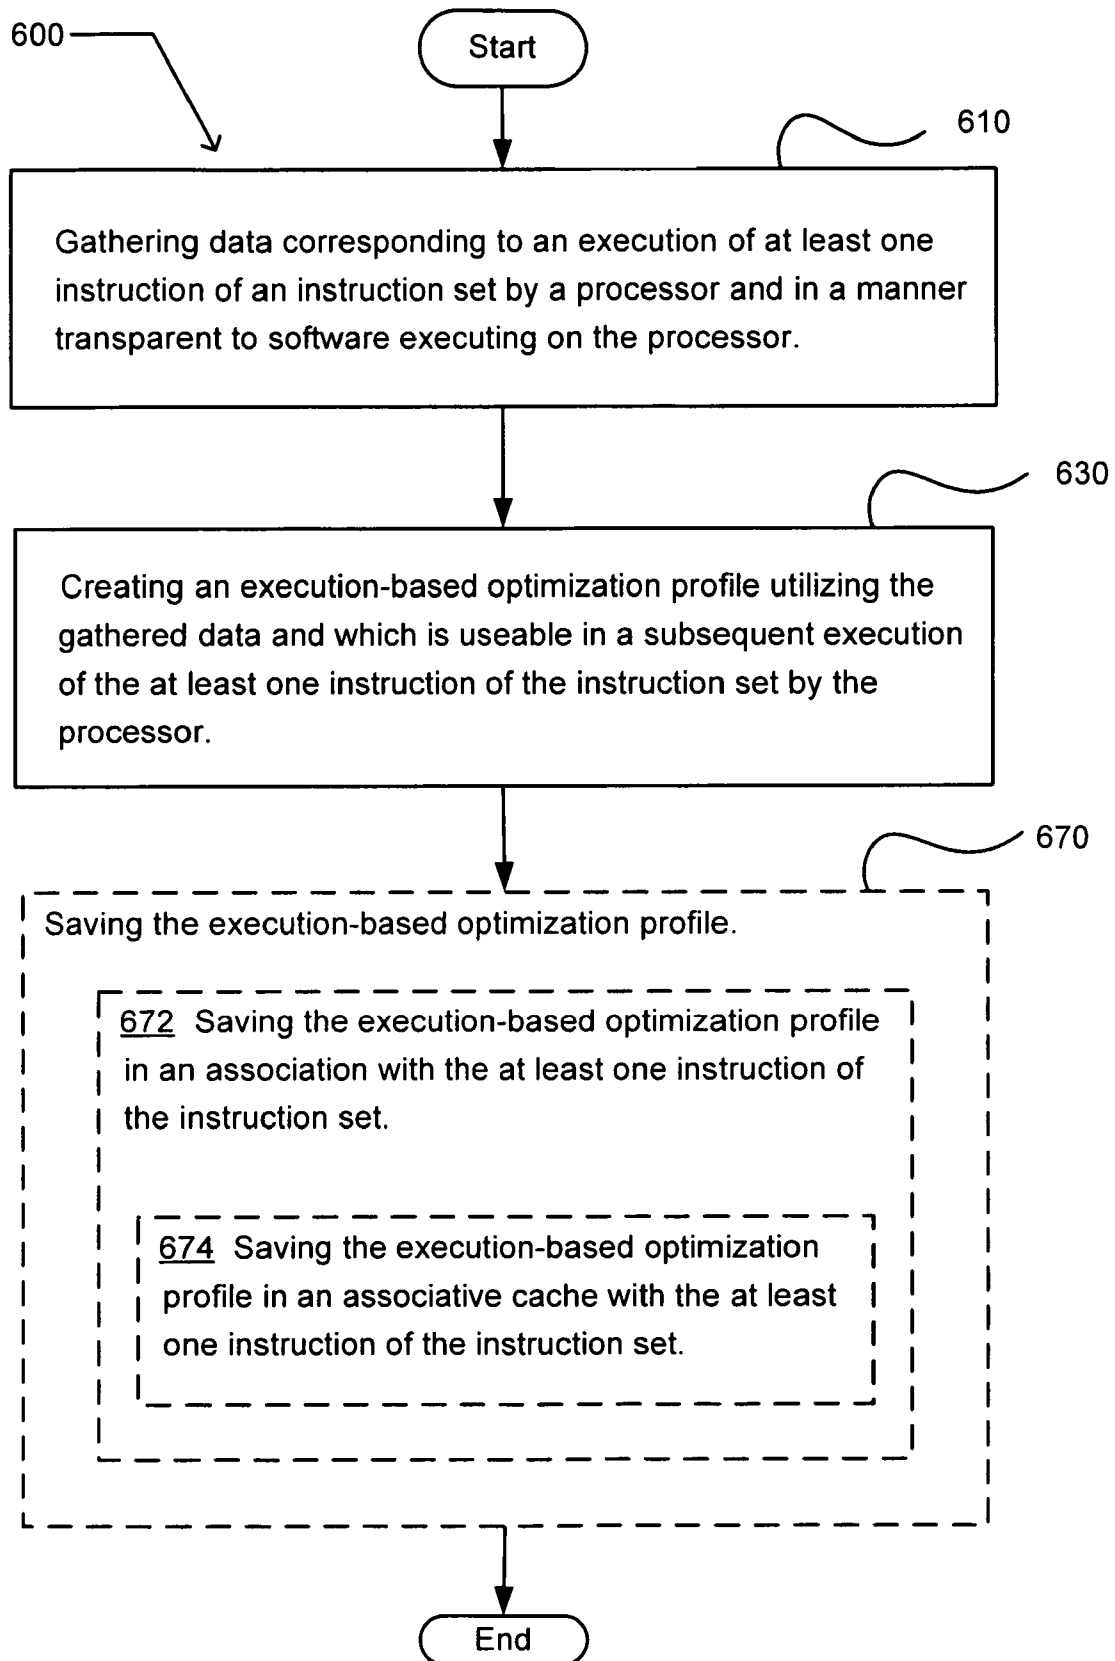 600
Start
610
Gathering data corresponding to an execution of at least one
instruction of an instruction set by a processor and in a manner
transparent to software executing on the processor.
630
Creating an execution-based optimization profile utilizing the
gathered data and which is useable in a subsequent execution
of the at least one instruction of the instruction set by the
processor.
670
Saving the execution-based optimization profile.
672 Saving the execution-based optimization profile
in an association with the at least one instruction of
the instruction set.
674 Saving the execution-based optimization
profile in an associative cache with the at least
one instruction of the instruction set.
End